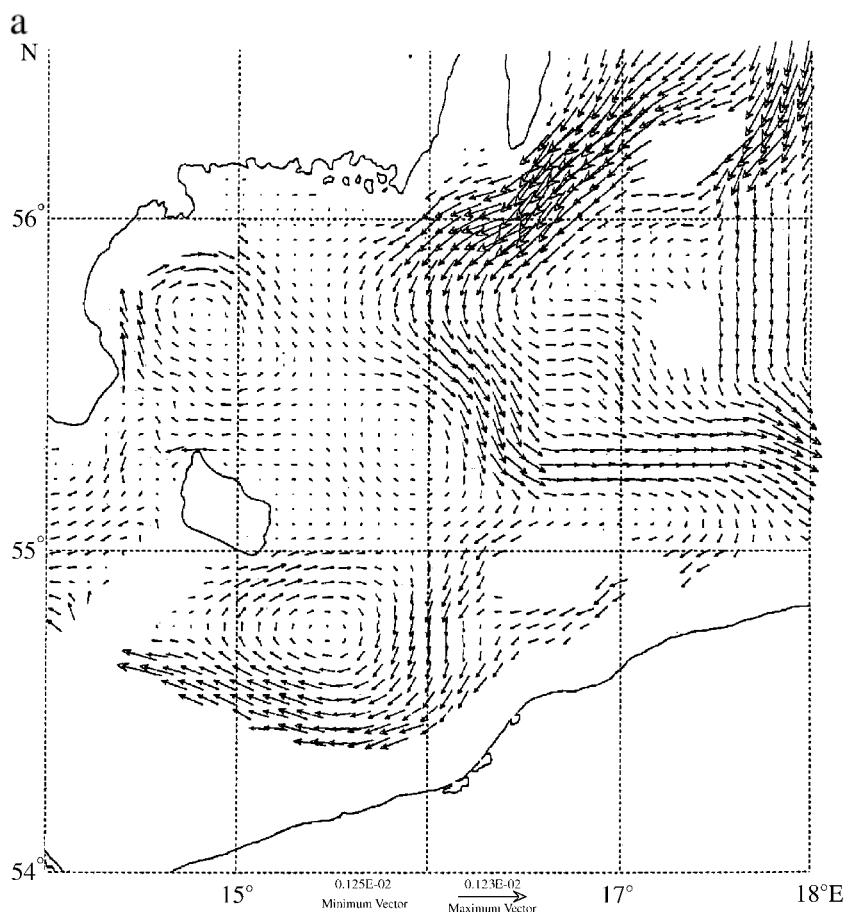 a
N
56°
55°
54°
15°
17°
18°E
0.125E-02
Minimum Vector
0.123E-02
Maximum Vector